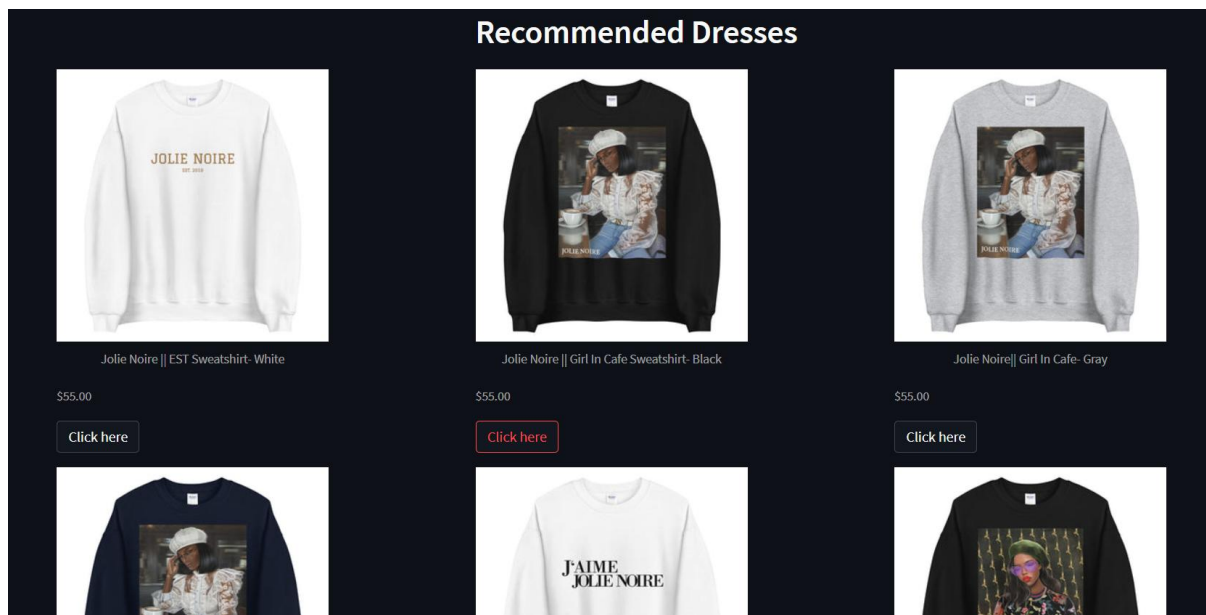 Recommended Dresses
JOLIE NOIRE
EST 2020
JOLIE NOIRE
JOLIE NOIRE
Jolie Noire || EST Sweatshirt- White
Jolie Noire || Girl In Cafe Sweatshirt- Black
Jolie Noire|| Girl In Cafe- Gray
$55.00
$55.00
$55.00
Click here
Click here
Click here
J'AIME
JOLIE NOIRE